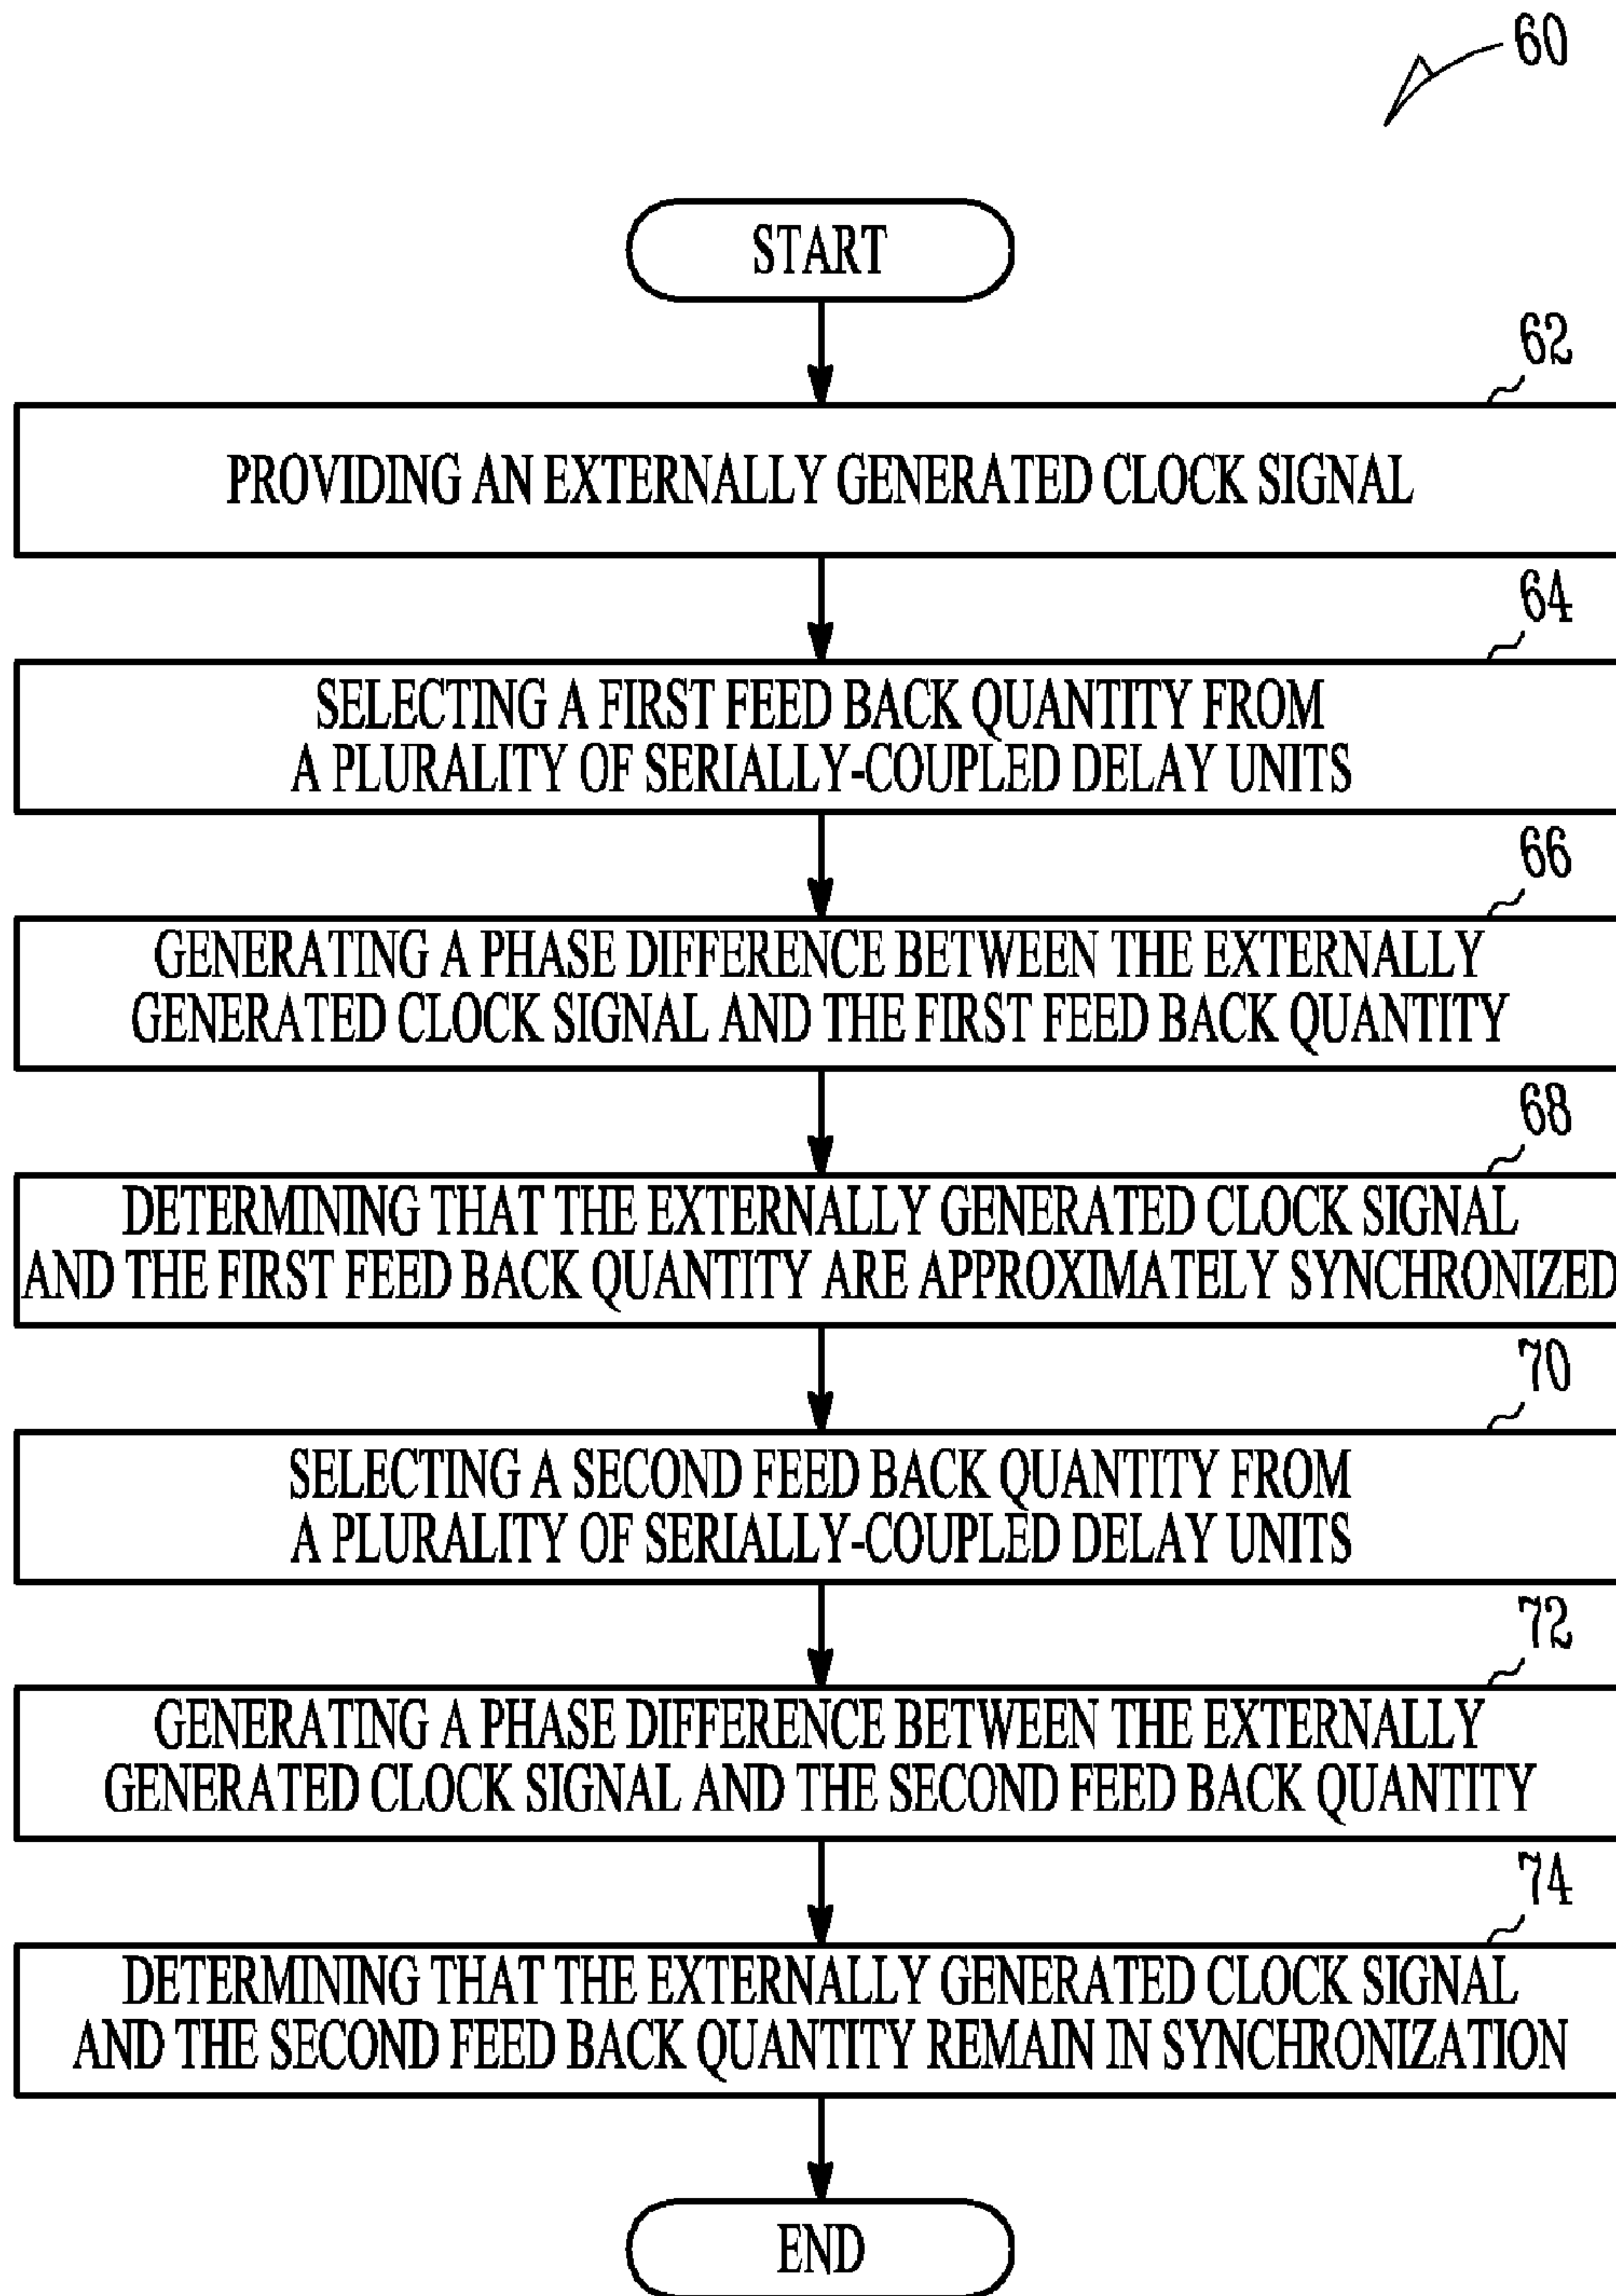 60
START
62
PROVIDING AN EXTERNALLY GENERATED CLOCK SIGNAL
64
SELECTING A FIRST FEED BACK QUANTITY FROM
A PLURALITY OF SERIALLY-COUPLED DELAY UNITS
66
GENERATING A PHASE DIFFERENCE BETWEEN THE EXTERNALLY
GENERATED CLOCK SIGNAL AND THE FIRST FEED BACK QUANTITY
68
DETERMINING THAT THE EXTERNALLY GENERATED CLOCK SIGNAL
AND THE FIRST FEED BACK QUANTITY ARE APPROXIMATELY SYNCHRONIZED
70
SELECTING A SECOND FEED BACK QUANTITY FROM
A PLURALITY OF SERIALLY-COUPLED DELAY UNITS
72
GENERATING A PHASE DIFFERENCE BETWEEN THE EXTERNALLY
GENERATED CLOCK SIGNAL AND THE SECOND FEED BACK QUANTITY
74
DETERMINING THAT THE EXTERNALLY GENERATED CLOCK SIGNAL
AND THE SECOND FEED BACK QUANTITY REMAIN IN SYNCHRONIZATION
END